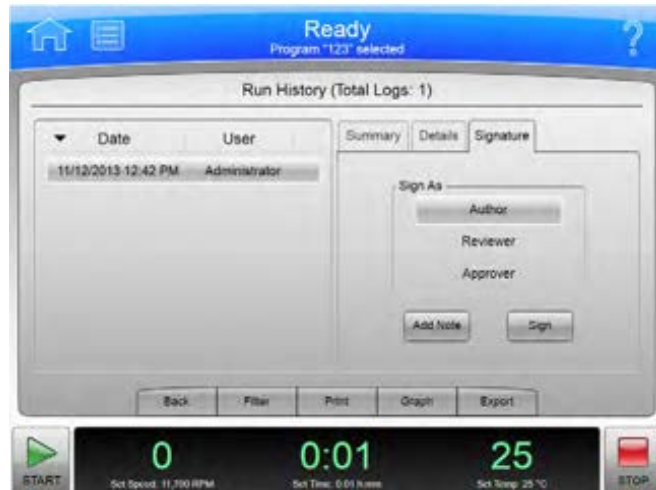 Ready
Program "123" selected
?
Run History (Total Logs: 1)
Date User
11/12/2013 12:42 PM Administrator
Summary Details Signature
Sign As
Author
Reviewer
Approver
Add Note Sign
Back Filter Print Graph Export
START
0 0:01 25
Set Speed: 11,700 RPM Set Time: 0:01 h:mm Set Temp: 25 °C
STOP